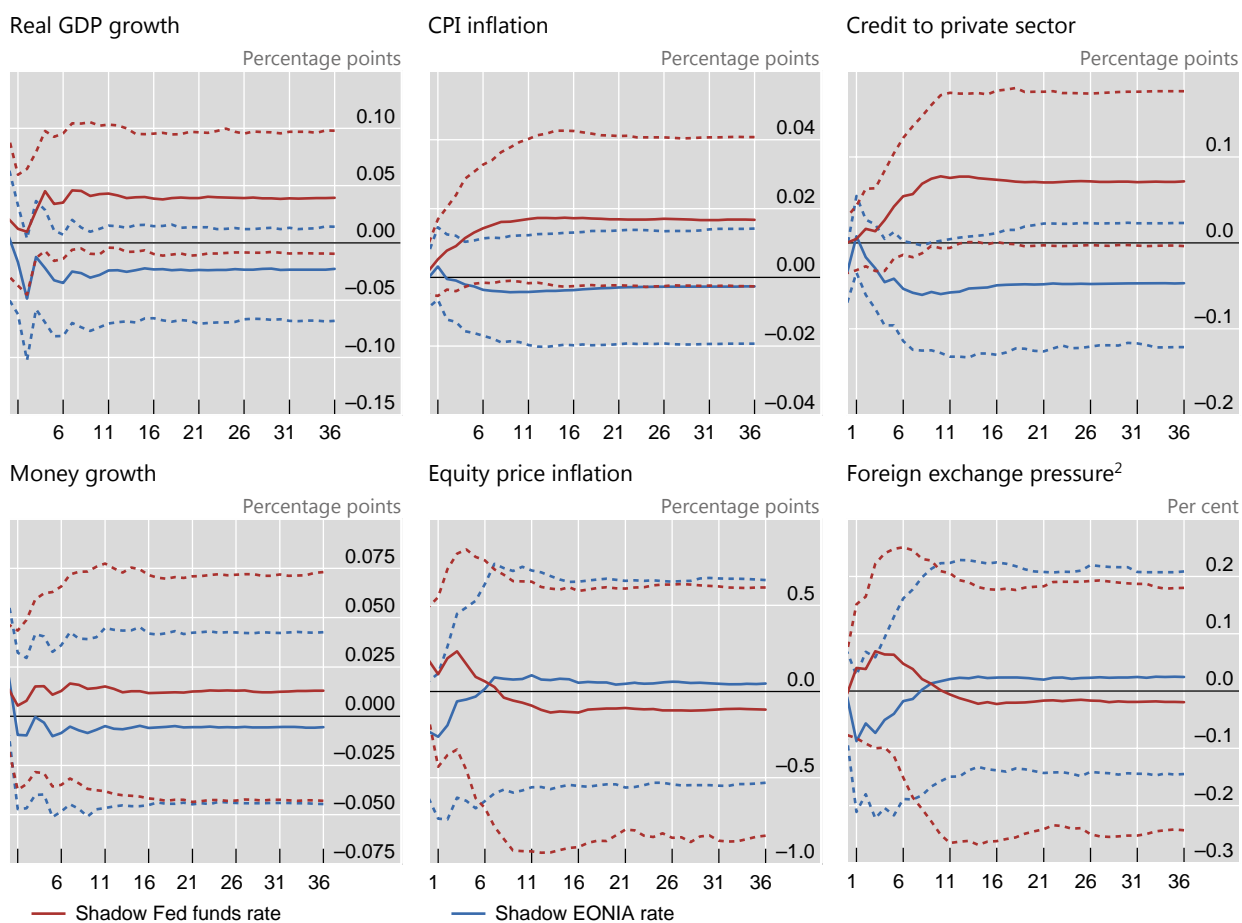 Real GDP growth CPI inflation Credit to private sector
Percentage points Percentage points Percentage points
0.10
0.05
0.00
–0.05
–0.10
–0.15
6 11 16 21 26 31 36
0.04
0.02
0.00
–0.02
–0.04
6 11 16 21 26 31 36
0.1
0.0
–0.1
–0.2
1 6 11 16 21 26 31 36
Money growth Equity price inflation Foreign exchange pressure²
Percentage points Percentage points Per cent
0.075
0.050
0.025
0.000
–0.025
–0.050
–0.075
6 11 16 21 26 31 36
0.5
0.0
–0.5
–1.0
1 6 11 16 21 26 31 36
0.2
0.1
0.0
–0.1
–0.2
–0.3
1 6 11 16 21 26 31 36
Shadow Fed funds rate Shadow EONIA rate